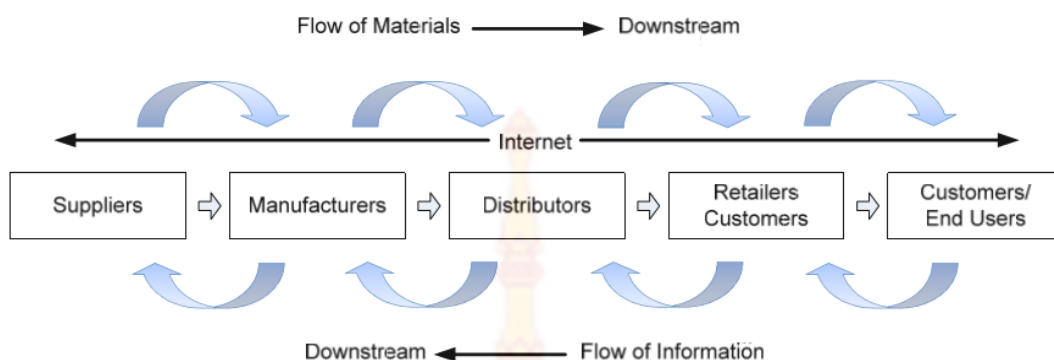 Flow of Materials Downstream
Internet
Suppliers
Manufacturers
Distributors
Retailers
Customers
Customers/
End Users
Downstream Flow of Information